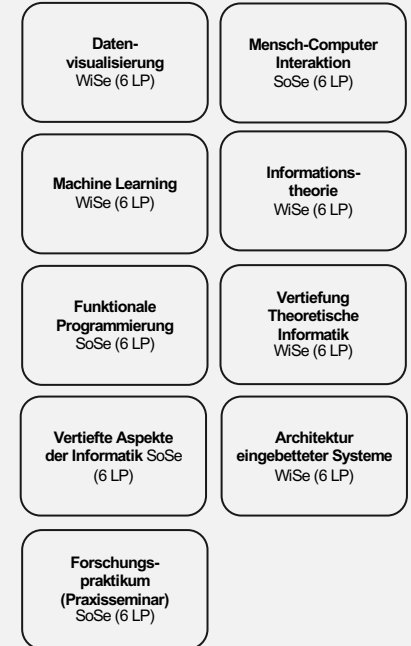 Daten-
visualisierung
WiSe (6 LP)
Mensch-Computer
Interaktion
SoSe (6 LP)
Machine Learning
WiSe (6 LP)
Informations-
theorie
WiSe (6 LP)
Funktionale
Programmierung
SoSe (6 LP)
Vertiefung
Theoretische
Informatik
WiSe (6 LP)
Vertiefte Aspekte
der Informatik SoSe
(6 LP)
Architektur
eingebetteter Systeme
WiSe (6 LP)
Forschungs-
praktikum
(Praxisseminar)
SoSe (6 LP)